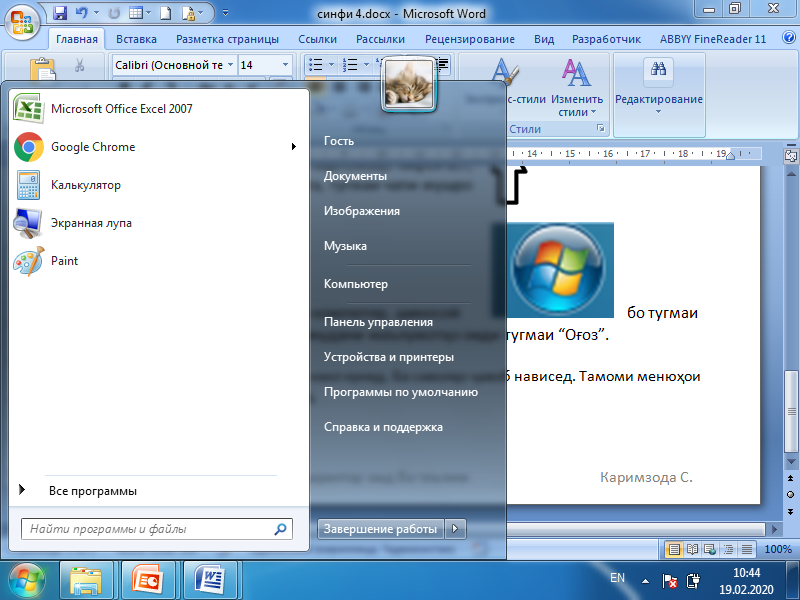 синфи 4.docx - Microsoft Word
Главная Вставка Разметка страницы Ссылки Рассылки Рецензирование Вид Разработчик ABBYY FineReader 11
Calibri (Основной те 14
с-стили Изменить стили Редактирование
Стили
14 15 16 17 18 19
Microsoft Office Excel 2007
Google Chrome
Калькулятор
Экранная лупа
Paint
Все программы
Найти программы и файлы
Гость
Документы
Изображения
Музыка
Компьютер
Панель управления
Устройства и принтеры
Программы по умолчанию
Справка и поддержка
Завершение работы
бо тугмаи
тугмаи “Оғоз”.
нависед. Тамоми менюҳои
Каримзода С.
100%
EN 10:44
19.02.2020